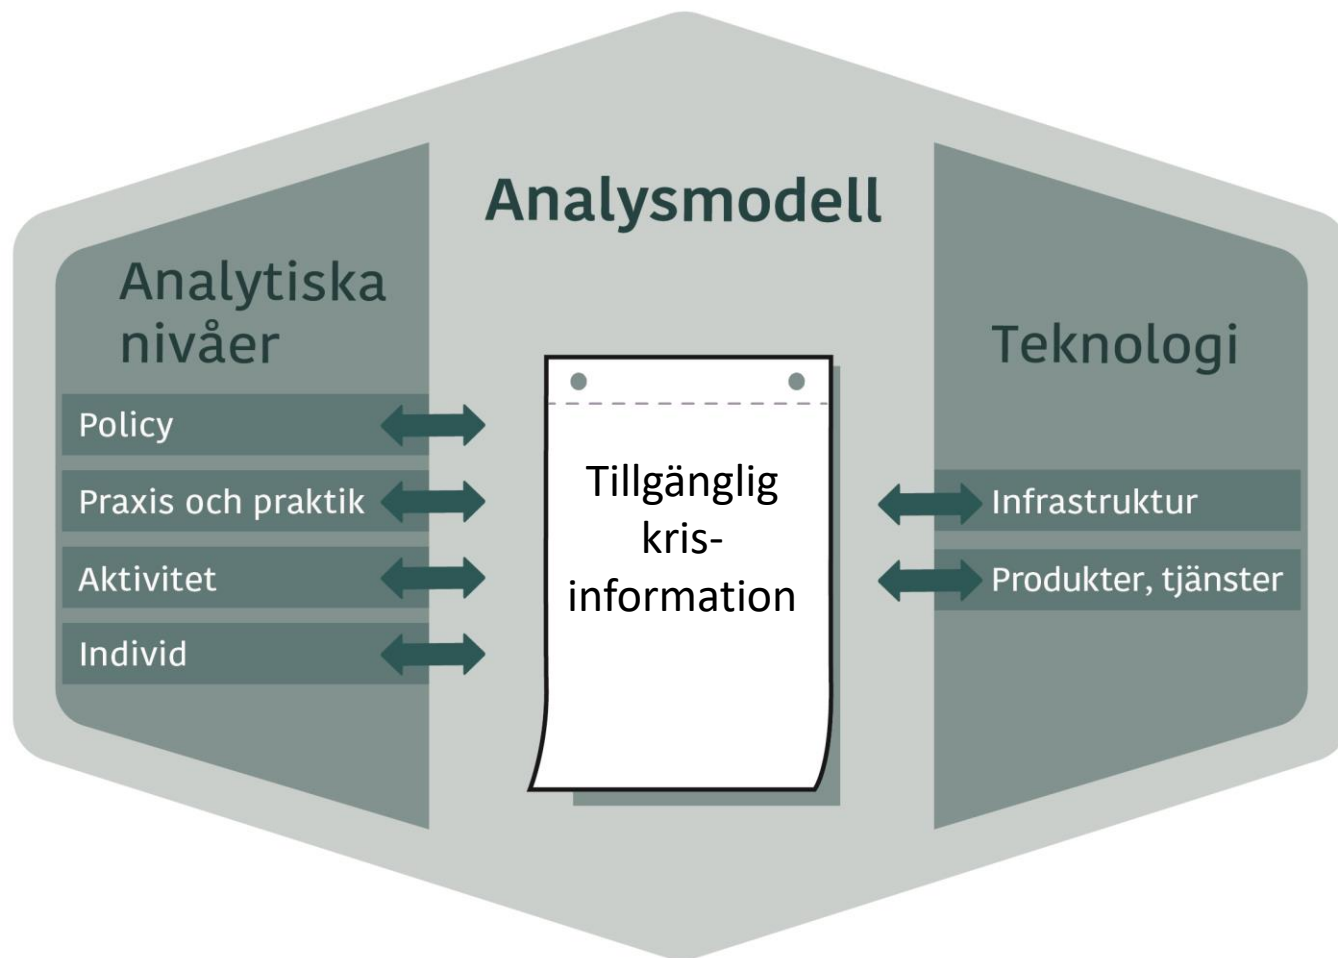 Analysmodell
Analytiska
nivåer
Policy
Praxis och praktik
Aktivitet
Individ
Tillgänglig
kris-
information
Teknologi
Infrastruktur
Produkter, tjänster